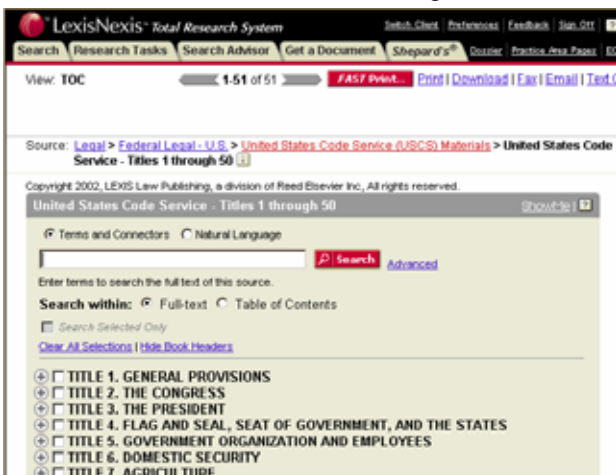 LexisNexis™ Total Research System
Switch Client | Preferences | Feedback | Sign Off | ?
Search Research Tasks Search Advisor Get a Document Shepard's® Dossier Practice Area Pages
View: TOC 1-51 of 51 FAST Print... Print | Download | Fax | Email | Text
Source: Legal > Federal Legal - U.S. > United States Code Service (USCS) Materials > United States Code
Service - Titles 1 through 50 i
Copyright 2002, LEXIS Law Publishing, a division of Reed Elsevier Inc, All rights reserved.
United States Code Service - Titles 1 through 50 ShowMe | ?
Terms and Connectors Natural Language
Search Advanced
Enter terms to search the full text of this source.
Search within: Full-text Table of Contents
Search Selected Only
Clear All Selections | Hide Book Headers
TITLE 1. GENERAL PROVISIONS
TITLE 2. THE CONGRESS
TITLE 3. THE PRESIDENT
TITLE 4. FLAG AND SEAL, SEAT OF GOVERNMENT, AND THE STATES
TITLE 5. GOVERNMENT ORGANIZATION AND EMPLOYEES
TITLE 6. DOMESTIC SECURITY
TITLE 7. AGRICULTURE